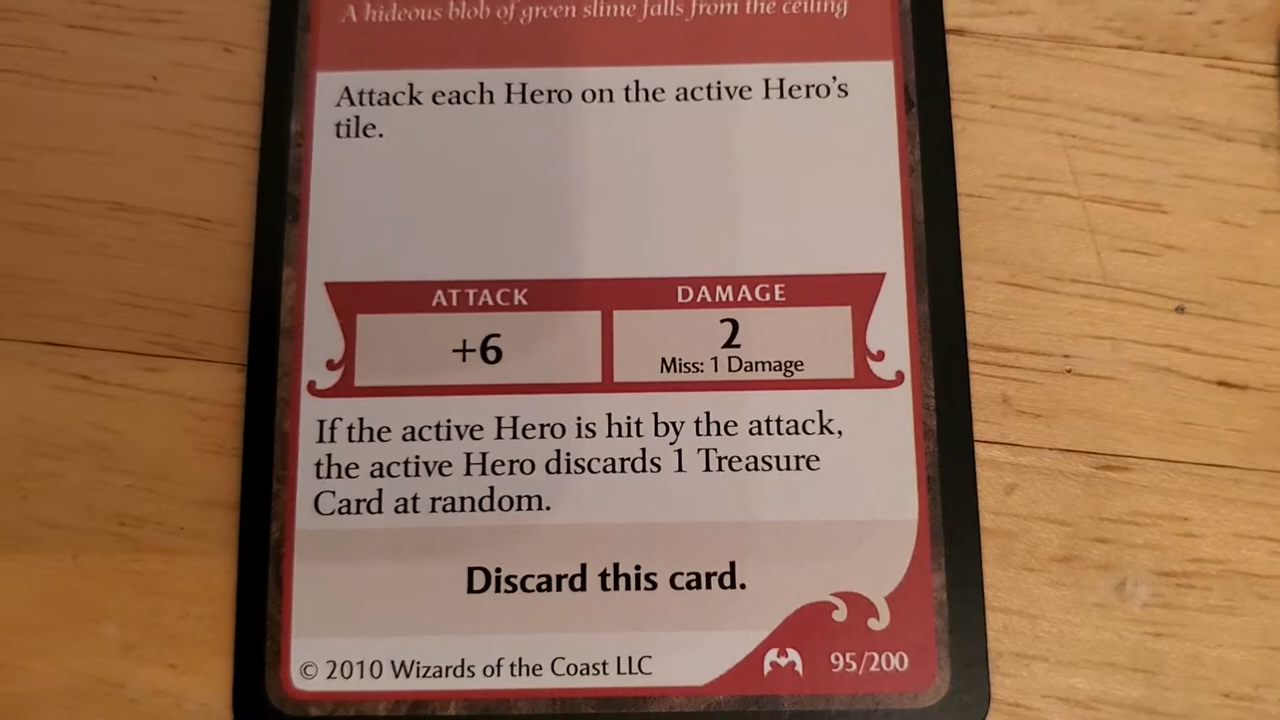 A hideous blob of green slime falls from the ceiling
Attack each Hero on the active Hero's
tile.
ATTACK
DAMAGE
+6
2
Miss: 1 Damage
If the active Hero is hit by the attack,
the active Hero discards 1 Treasure
Card at random.
Discard this card.
© 2010 Wizards of the Coast LLC
95/200